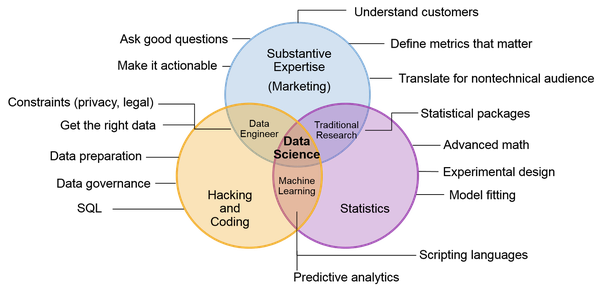 Understand customers
Ask good questions
Define metrics that matter
Substantive
Expertise
(Marketing)
Make it actionable
Translate for nontechnical audience
Constraints (privacy, legal)
Statistical packages
Get the right data
Data
Engineer
Traditional
Research
Data
Science
Advanced math
Data preparation
Experimental design
Machine
Learning
Data governance
Model fitting
Hacking
and
Coding
Statistics
SQL
Scripting languages
Predictive analytics